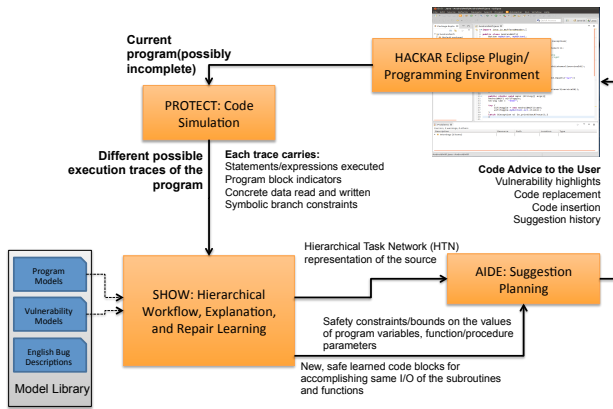 Current
program(possibly
incomplete)
HACKAR Eclipse Plugin/
Programming Environment
PROTECT: Code
Simulation
Different possible
execution traces of the
program
Each trace carries:
Statements/expressions executed
Program block indicators
Concrete data read and written
Symbolic branch constraints
Code Advice to the User
Vulnerability highlights
Code replacement
Code insertion
Suggestion history
Program
Models
Vulnerability
Models
English Bug
Descriptions
Model Library
SHOW: Hierarchical
Workflow, Explanation,
and Repair Learning
Hierarchical Task Network (HTN)
representation of the source
AIDE: Suggestion
Planning
Safety constraints/bounds on the values
of program variables, function/procedure
parameters
New, safe learned code blocks for
accomplishing same I/O of the subroutines
and functions